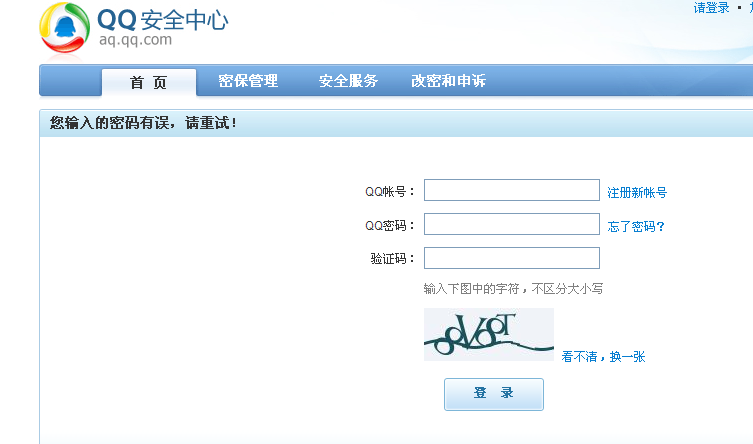 QQ 安全中心
aq.qq.com
请登录 •
首 页 密保管理 安全服务 改密和申诉
您输入的密码有误，请重试！
QQ帐号： 注册新帐号
QQ密码： 忘了密码？
验证码：
输入下图中的字符，不区分大小写
看不清，换一张
登 录